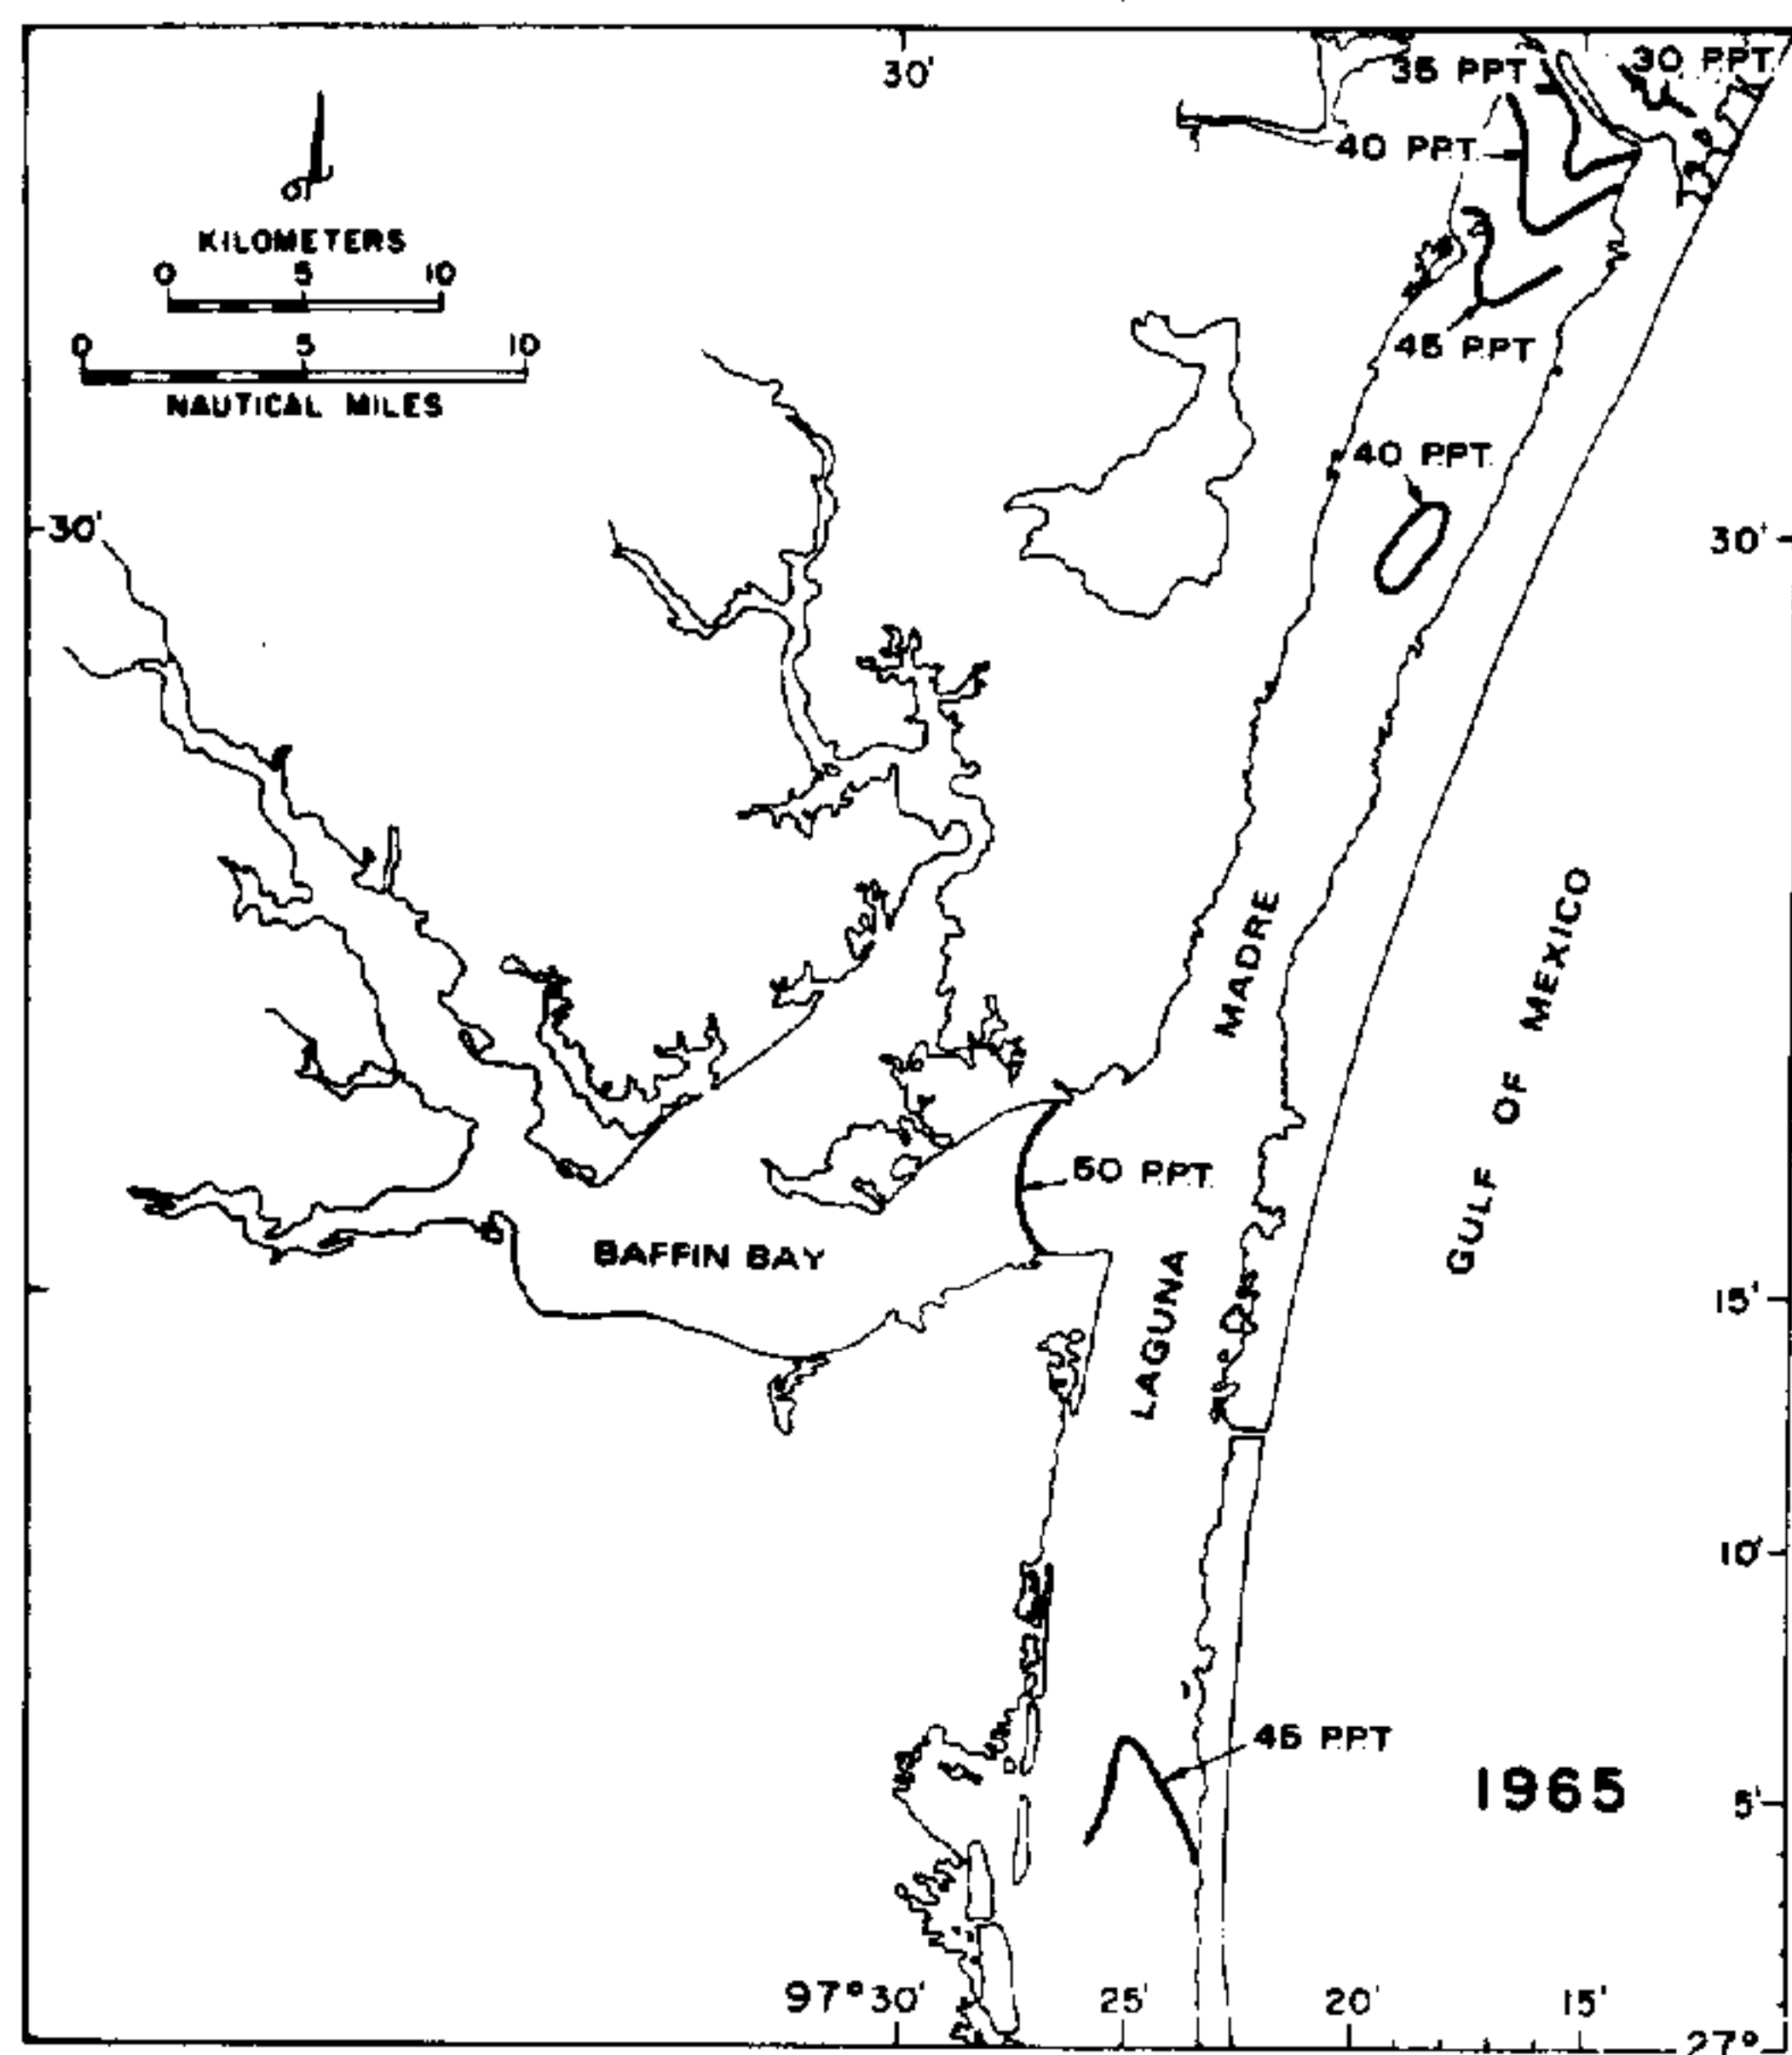 30'
35 PPT
30 PPT
40 PPT
KILOMETERS
0 5 10
45 PPT
0 5 10
NAUTICAL MILES
40 PPT
30'
30'
MADRE
GULF OF MEXICO
50 PPT
BAFFIN BAY
LAGUNA
15'
10'
45 PPT
1965
5'
97°30'
25'
20'
15'
27°